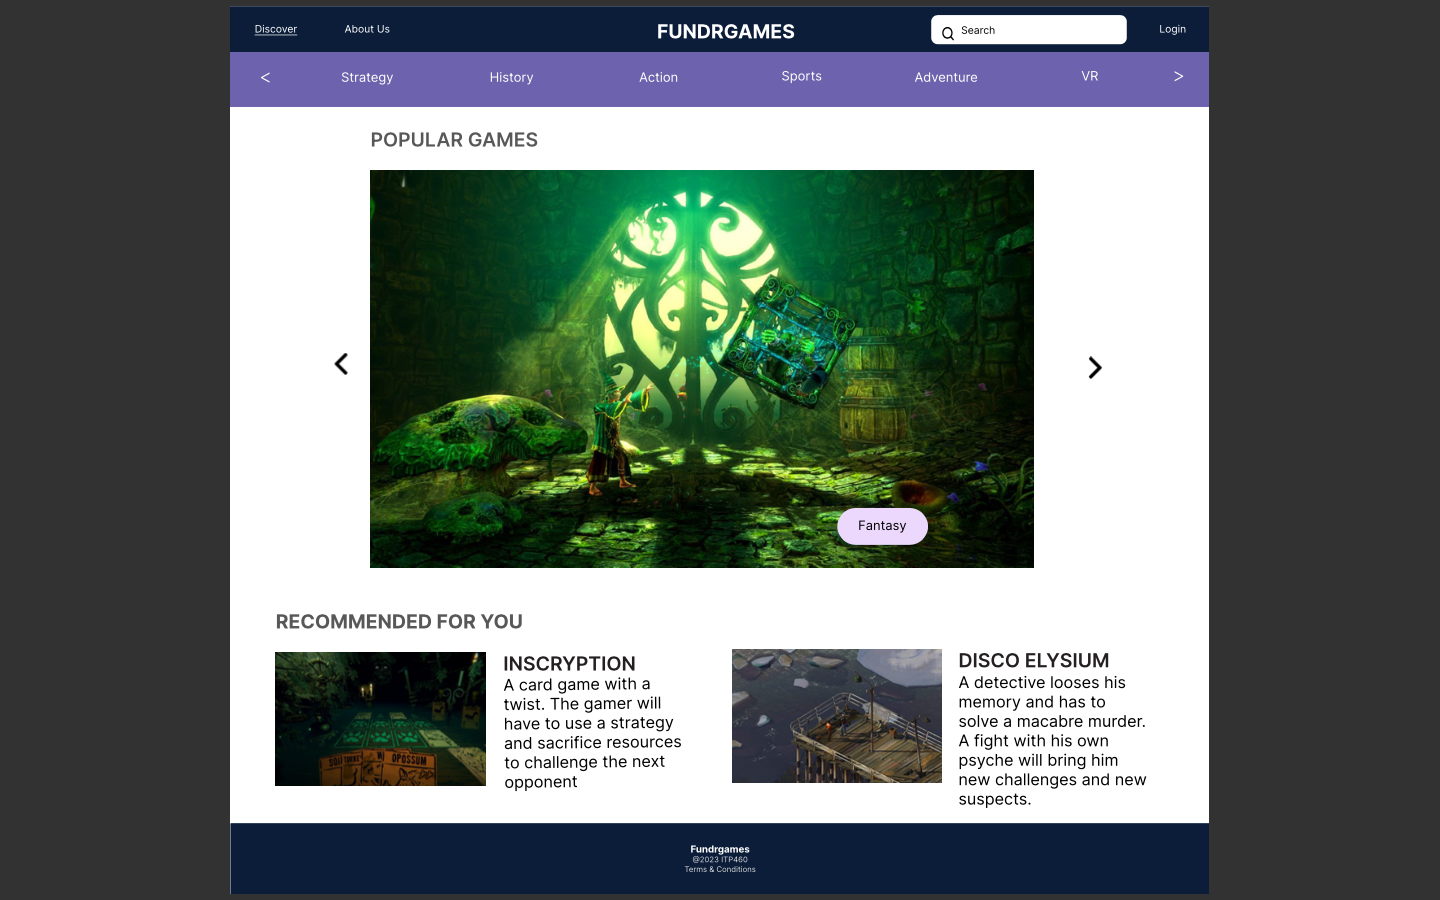 Discover
About Us
FUNDRGAMES
Search
Login
<
Strategy
History
Action
Sports
Adventure
VR
>
POPULAR GAMES
Fantasy
RECOMMENDED FOR YOU
INSCRYPTION
A card game with a
twist. The gamer will
have to use a strategy
and sacrifice resources
to challenge the next
opponent
OPOSSUM
DISCO ELYSIUM
A detective looses his
memory and has to
solve a macabre murder.
A fight with his own
psyche will bring him
new challenges and new
suspects.
Fundrgames
@2023 ITP460
Terms & Conditions